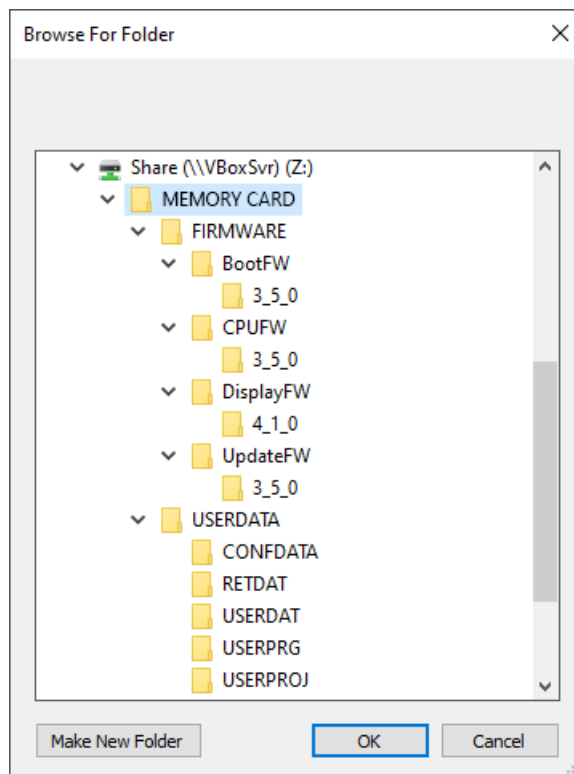 Browse For Folder
Share (\\VBoxSvr) (Z:)
MEMORY CARD
FIRMWARE
BootFW
3_5_0
CPUFW
3_5_0
DisplayFW
4_1_0
UpdateFW
3_5_0
USERDATA
CONFDATA
RETDAT
USERDAT
USERPRG
USERPROJ
Make New Folder OK Cancel